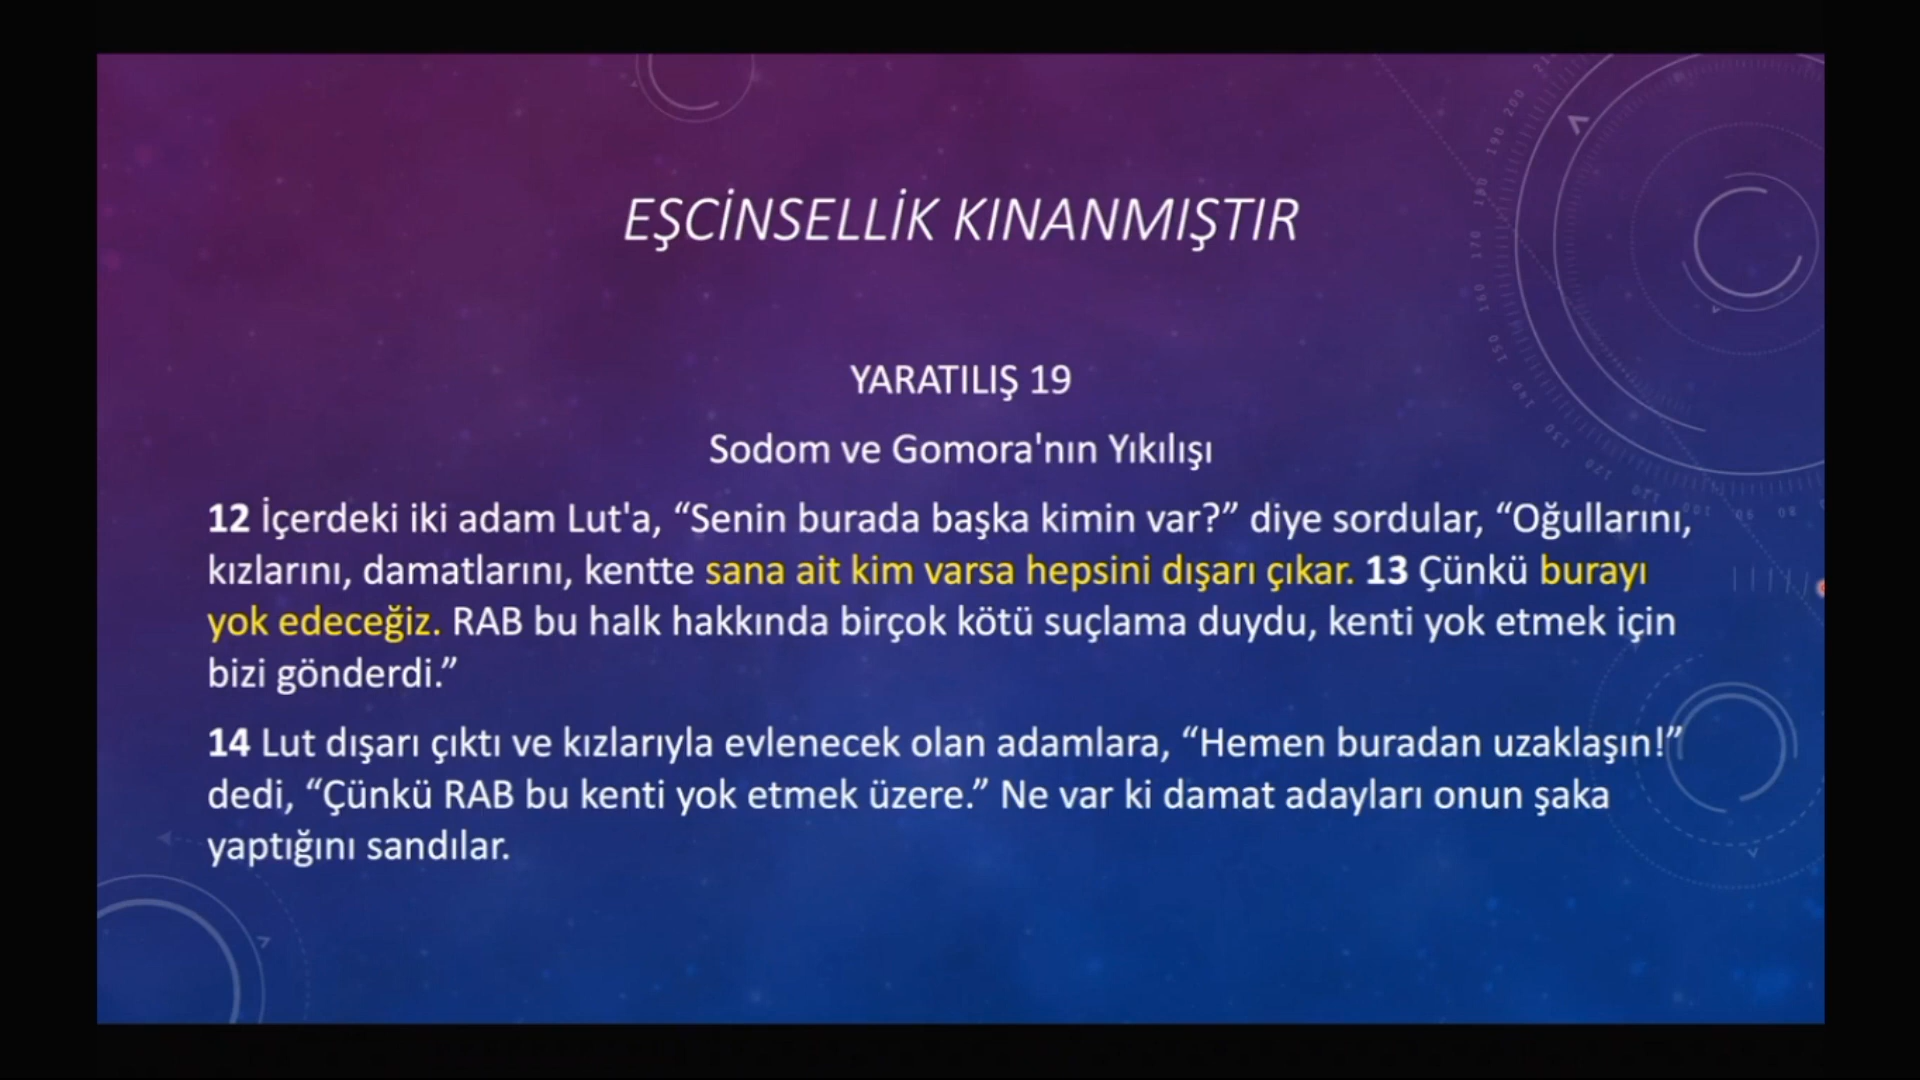 EŞCİNSELLİK KINANMIŞTIR
YARATILIŞ 19
Sodom ve Gomora'nın Yıkılışı
12 İçerdeki iki adam Lut'a, “Senin burada başka kimin var?” diye sordular, “Oğullarını,
kızlarını, damatlarını, kentte sana ait kim varsa hepsini dışarı çıkar. 13 Çünkü burayı
yok edeceğiz. RAB bu halk hakkında birçok kötü suçlama duydu, kenti yok etmek için
bizi gönderdi.”
14 Lut dışarı çıktı ve kızlarıyla evlenecek olan adamlara, “Hemen buradan uzaklaşın!”
dedi, “Çünkü RAB bu kenti yok etmek üzere.” Ne var ki damat adayları onun şaka
yaptığını sandılar.